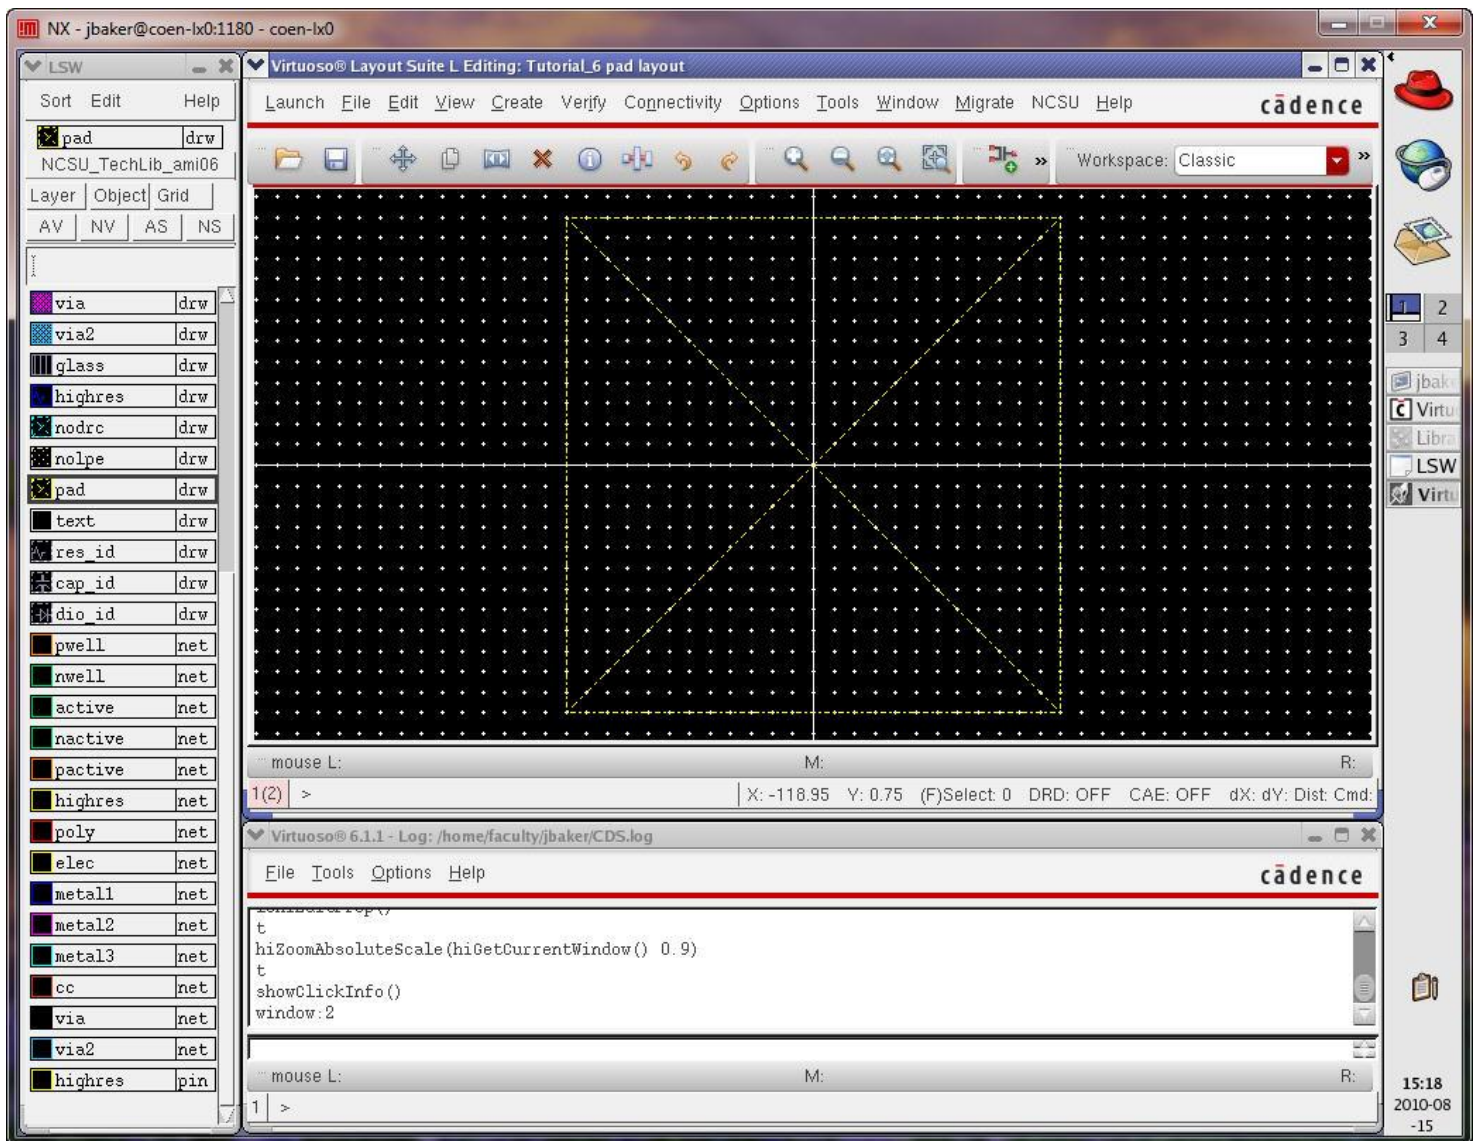 NX - jbaker@coen-lx0:1180 - coen-lx0
LSW
Sort Edit Help
pad drw
NCSU_TechLib_ami06
Layer Object Grid
AV NV AS NS
via drw
via2 drw
glass drw
highres drw
nodrc drw
nolpe drw
pad drw
text drw
res_id drw
cap_id drw
dio_id drw
pwell net
nwell net
active net
nactive net
pactive net
highres net
poly net
elec net
metal1 net
metal2 net
metal3 net
cc net
via net
via2 net
highres pin
Virtuoso® Layout Suite L Editing: Tutorial_6 pad layout
Launch File Edit View Create Verify Connectivity Options Tools Window Migrate NCSU Help cādence
» Workspace: Classic »
mouse L: M: R:
1(2) > X: -118.95 Y: 0.75 (F)Select: 0 DRD: OFF CAE: OFF dX: dY: Dist: Cmd:
Virtuoso® 6.1.1 - Log: /home/faculty/jbaker/CDS.log
File Tools Options Help cādence
t
hiZoomAbsoluteScale(hiGetCurrentWindow() 0.9)
t
showClickInfo()
window:2
mouse L: M: R:
1 >
1 2
3 4
jbak
Virtu
Libra
LSW
Virtu
15:18
2010-08
-15